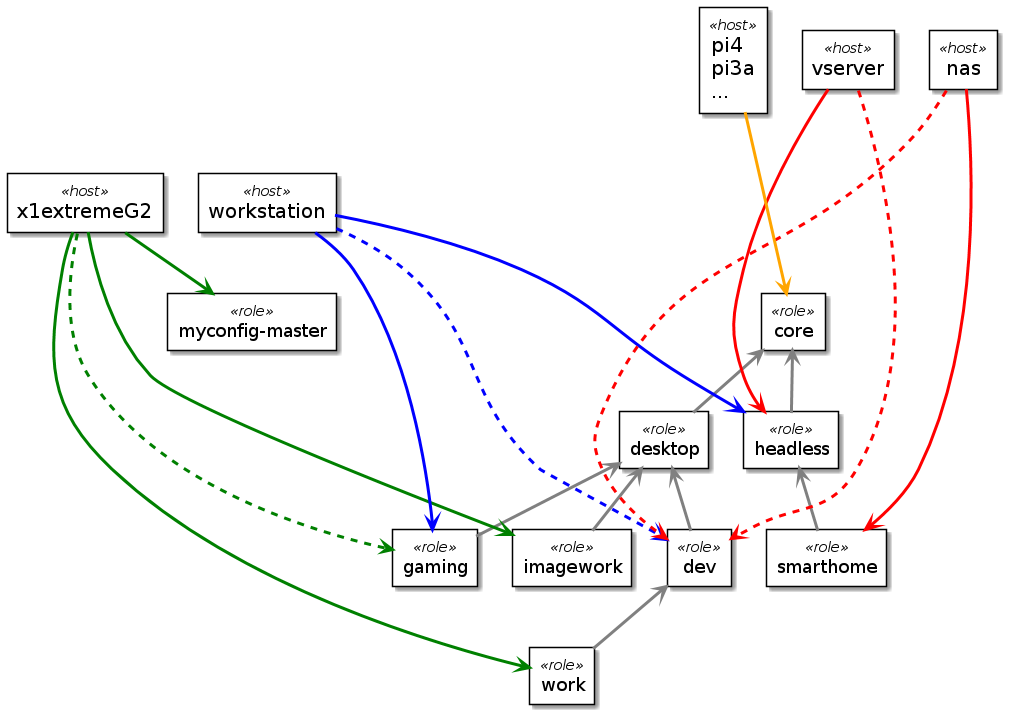 «host»
pi4
pi3a
...
«host»
vserver
«host»
nas
«host»
x1extremeG2
«host»
workstation
«role»
myconfig-master
«role»
core
«role»
desktop
«role»
headless
«role»
gaming
«role»
imagework
«role»
dev
«role»
smarthome
«role»
work